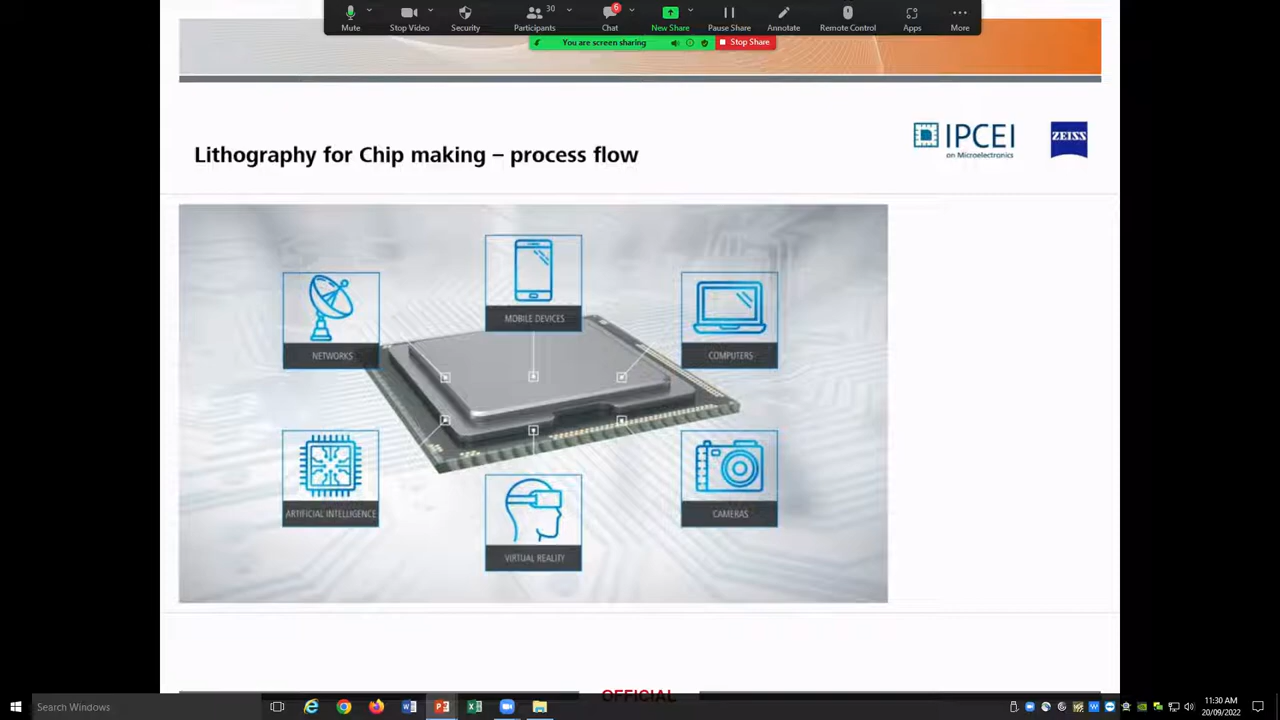 30
6
Mute
Stop Video
Security
Participants
Chat
New Share
Pause Share
Annotate
Remote Control
Apps
More
You are screen sharing
Stop Share
Lithography for Chip making – process flow
IPCEI
on Microelectronics
ZEISS
MOBILE DEVICES
NETWORKS
COMPUTERS
ARTIFICIAL INTELLIGENCE
CAMERAS
VIRTUAL REALITY
OFFICIAL
Search Windows
11:30 AM
20/09/2022